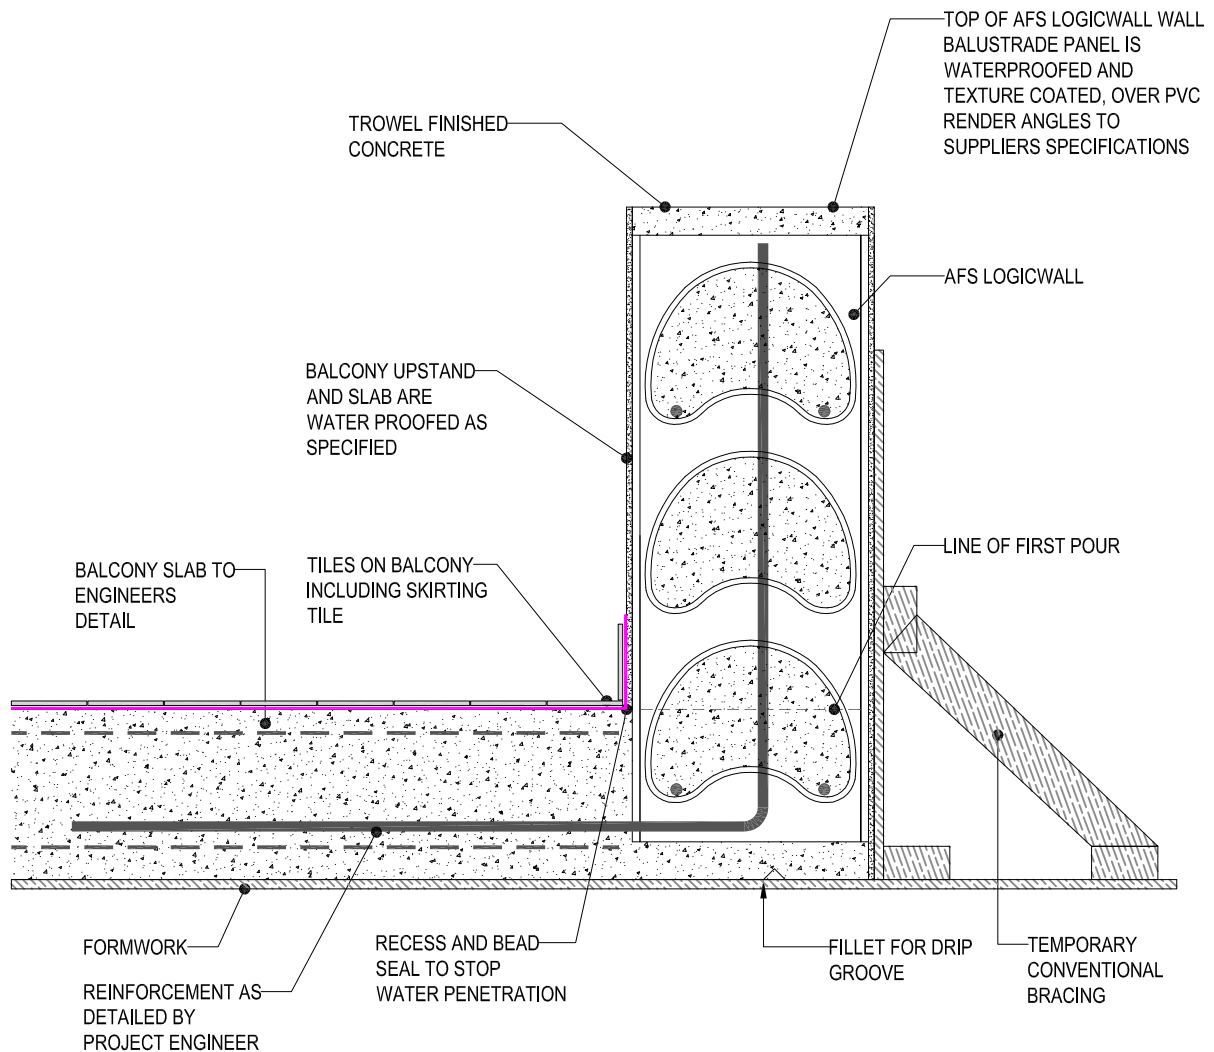 TOP OF AFS LOGICWALL WALL
BALUSTRADE PANEL IS
WATERPROOFED AND
TEXTURE COATED, OVER PVC
RENDER ANGLES TO
SUPPLIERS SPECIFICATIONS
TROWEL FINISHED
CONCRETE
AFS LOGICWALL
BALCONY UPSTAND
AND SLAB ARE
WATER PROOFED AS
SPECIFIED
LINE OF FIRST POUR
TILES ON BALCONY
INCLUDING SKIRTING
TILE
BALCONY SLAB TO
ENGINEERS
DETAIL
FORMWORK
REINFORCEMENT AS
DETAILED BY
PROJECT ENGINEER
RECESS AND BEAD
SEAL TO STOP
WATER PENETRATION
FILLET FOR DRIP
GROOVE
TEMPORARY
CONVENTIONAL
BRACING